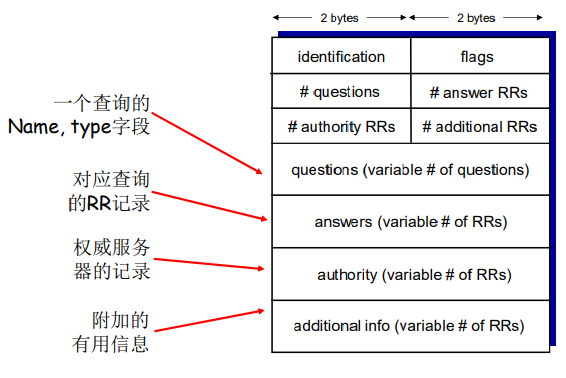 2 bytes 2 bytes
identification flags
# questions # answer RRs
# authority RRs # additional RRs
一个查询的
Name, type字段
questions (variable # of questions)
对应查询
的RR记录
answers (variable # of RRs)
权威服务
器的记录
authority (variable # of RRs)
附加的
有用信息
additional info (variable # of RRs)